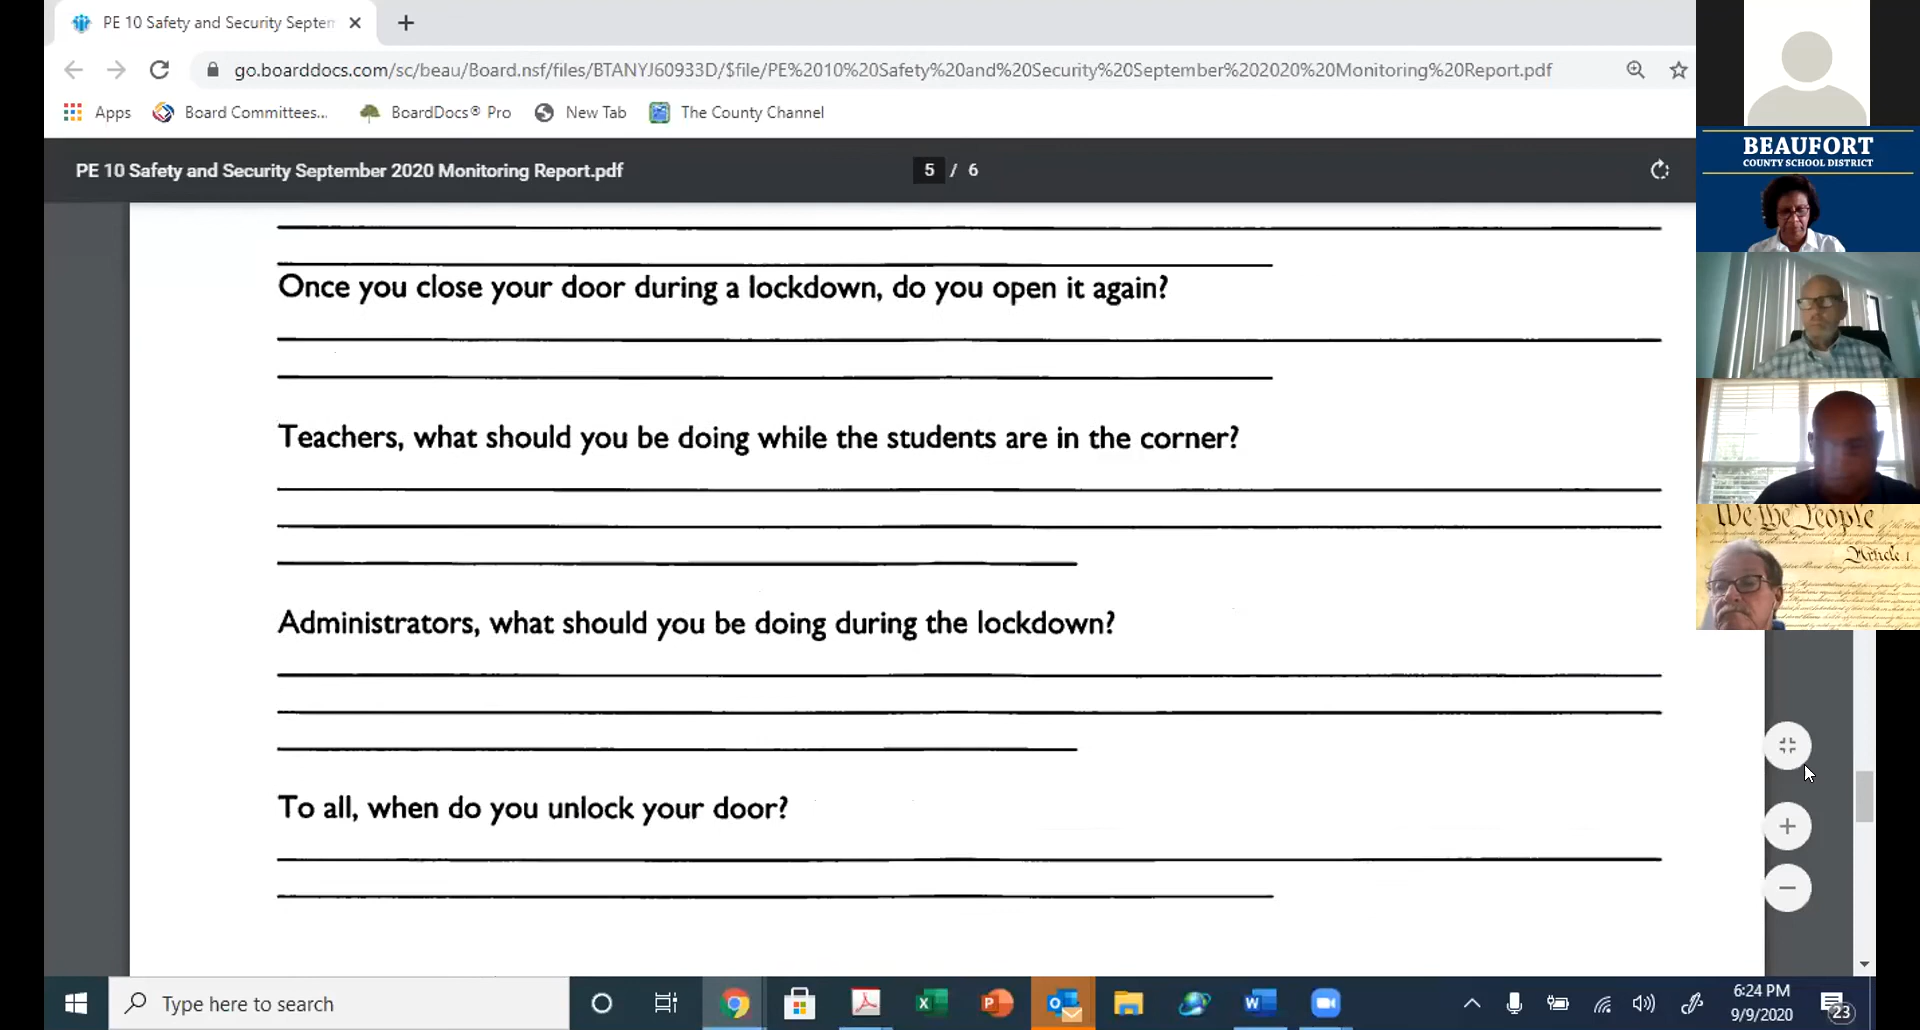 PE 10 Safety and Security Septem
go.boarddocs.com/sc/beau/Board.nsf/files/BTANYJ60933D/$file/PE%2010%20Safety%20and%20Security%20September%202020%20Monitoring%20Report.pdf
Apps Board Committees... BoardDocs® Pro New Tab The County Channel
PE 10 Safety and Security September 2020 Monitoring Report.pdf 5 / 6
Once you close your door during a lockdown, do you open it again?
Teachers, what should you be doing while the students are in the corner?
Administrators, what should you be doing during the lockdown?
To all, when do you unlock your door?
BEAUFORT
COUNTY SCHOOL DISTRICT
We the People
Article. I.
Type here to search
6:24 PM
9/9/2020
23